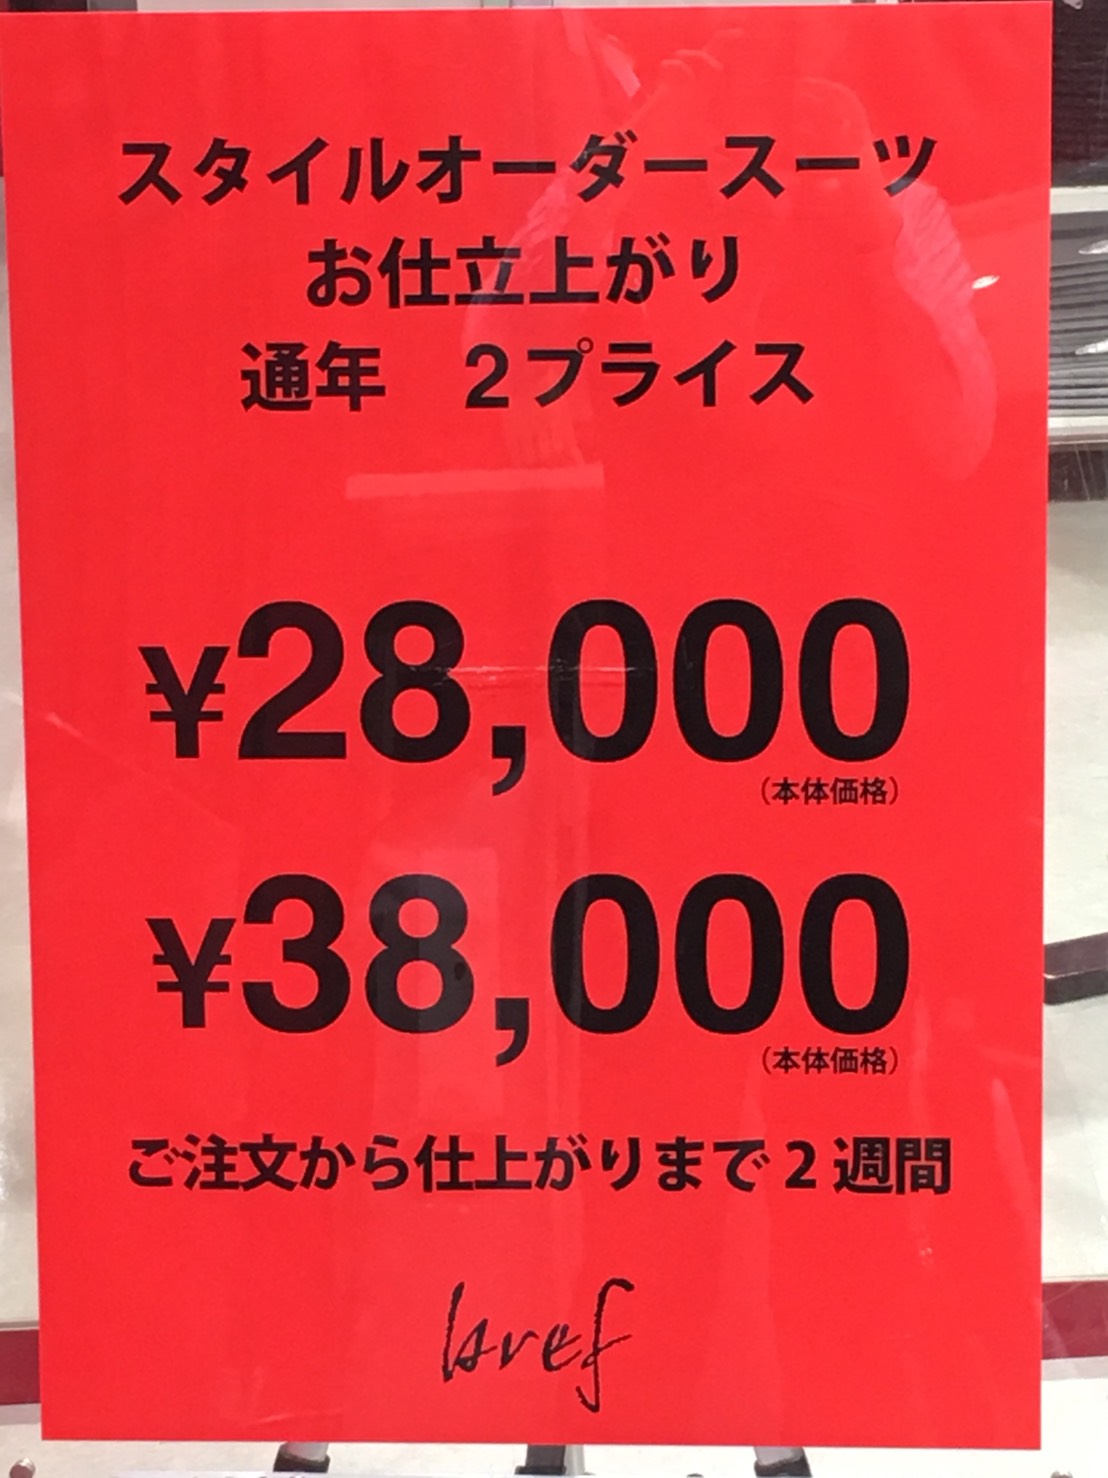 スタイルオーダースーツ
お仕立上がり
通年　2プライス
¥28,000
（本体価格）
¥38,000
（本体価格）
ご注文から仕上がりまで2週間
bref